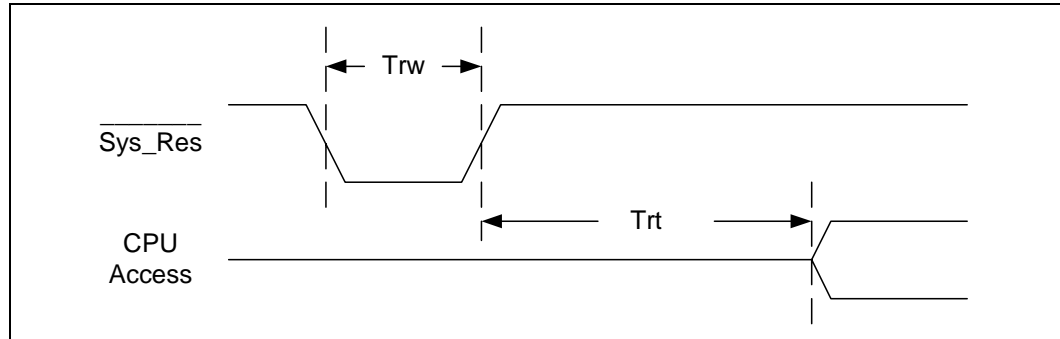 Trw
Sys_Res
Trt
CPU
Access